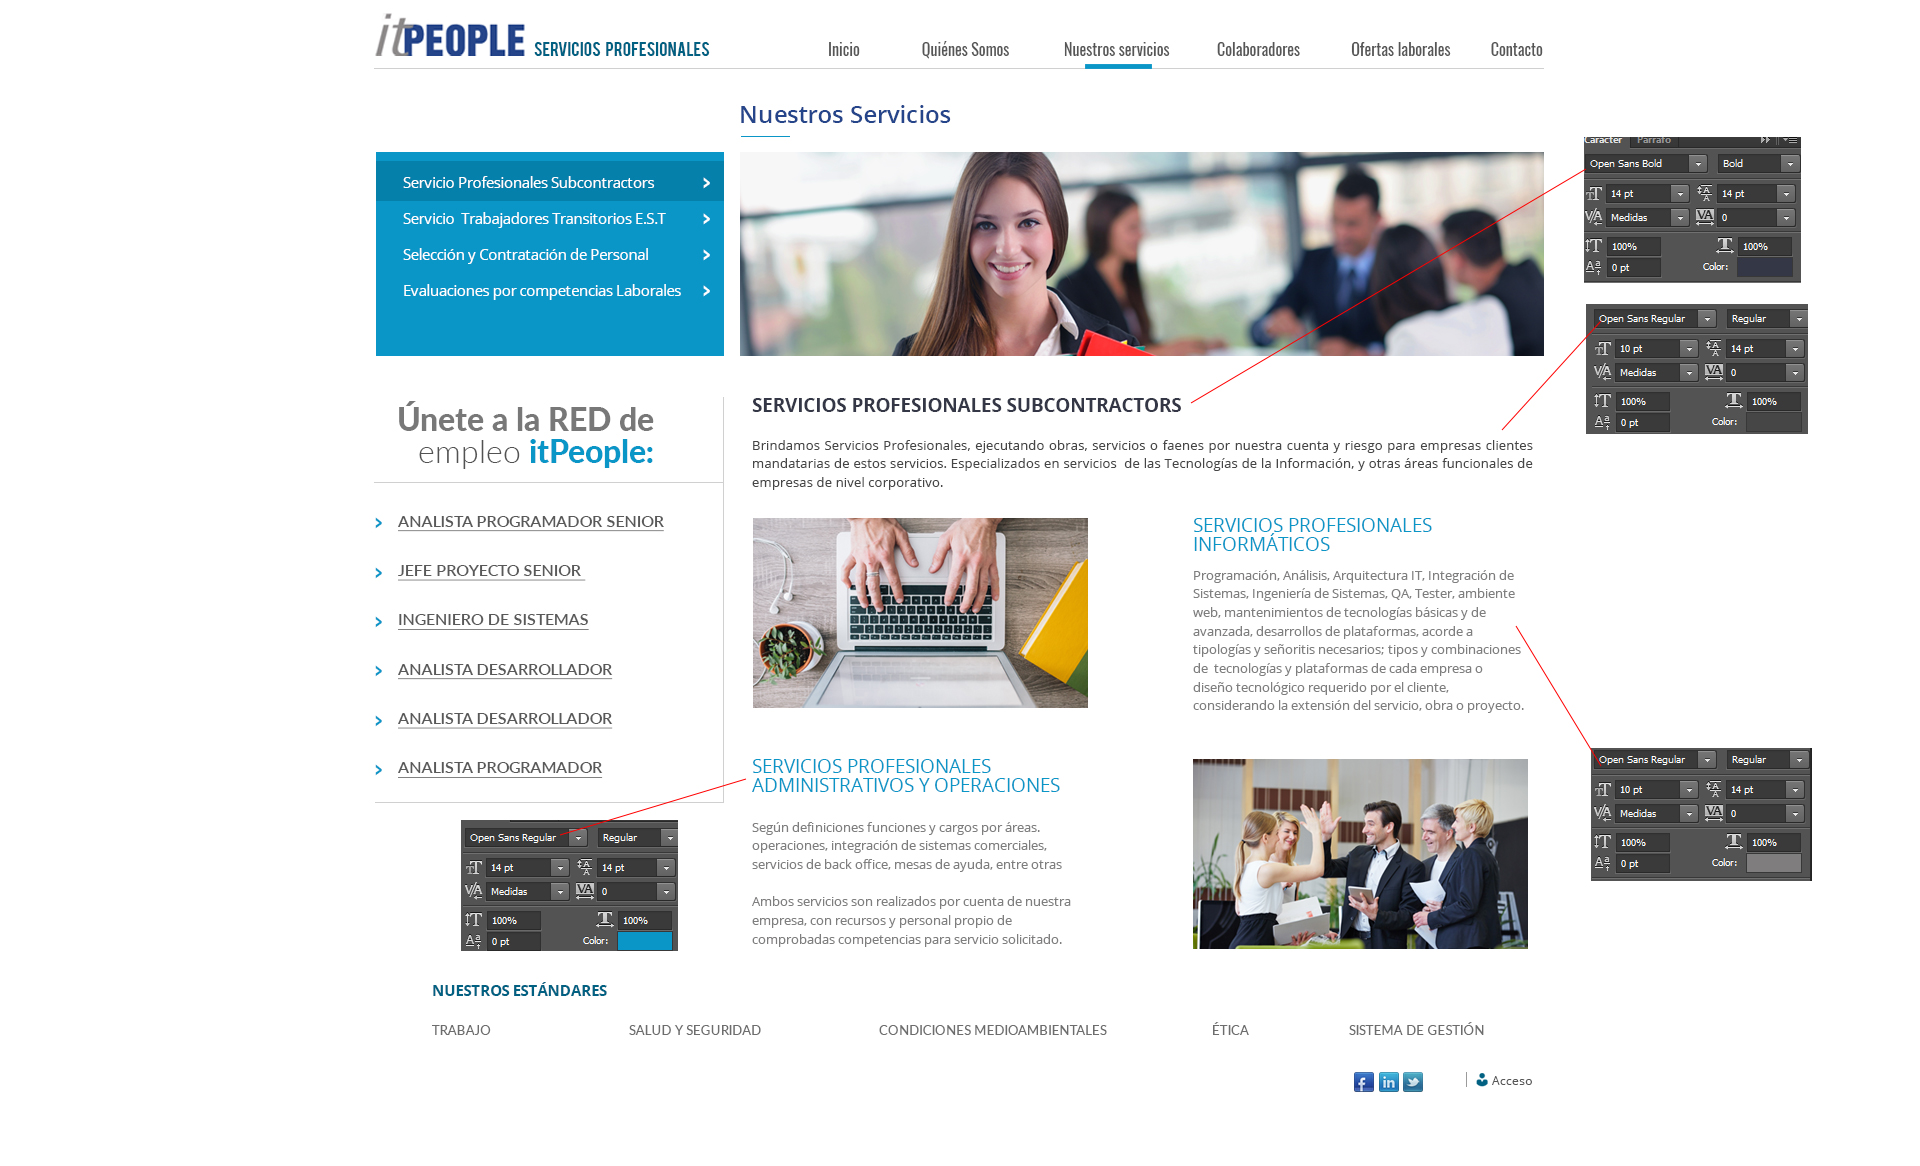 itPEOPLE SERVICIOS PROFESIONALES
Inicio
Quiénes Somos
Nuestros servicios
Colaboradores
Ofertas laborales
Contacto
Nuestros Servicios
Servicio Profesionales Subcontractors
Servicio  Trabajadores Transitorios E.S.T
Selección y Contratación de Personal
Evaluaciones por competencias Laborales
Únete a la RED de
empleo itPeople:
ANALISTA PROGRAMADOR SENIOR
JEFE PROYECTO SENIOR
INGENIERO DE SISTEMAS
ANALISTA DESARROLLADOR
ANALISTA DESARROLLADOR
ANALISTA PROGRAMADOR
SERVICIOS PROFESIONALES SUBCONTRACTORS
Brindamos Servicios Profesionales, ejecutando obras, servicios o faenes por nuestra cuenta y riesgo para empresas clientes
mandatarias de estos servicios. Especializados en servicios  de las Tecnologías de la Información, y otras áreas funcionales de
empresas de nivel corporativo.
SERVICIOS PROFESIONALES
INFORMÁTICOS
Programación, Análisis, Arquitectura IT, Integración de
Sistemas, Ingeniería de Sistemas, QA, Tester, ambiente
web, mantenimientos de tecnologías básicas y de
avanzada, desarrollos de plataformas, acorde a
tipologías y señoritis necesarios; tipos y combinaciones
de  tecnologías y plataformas de cada empresa o
diseño tecnológico requerido por el cliente,
considerando la extensión del servicio, obra o proyecto.
SERVICIOS PROFESIONALES
ADMINISTRATIVOS Y OPERACIONES
Según definiciones funciones y cargos por áreas.
operaciones, integración de sistemas comerciales,
servicios de back office, mesas de ayuda, entre otras
Ambos servicios son realizados por cuenta de nuestra
empresa, con recursos y personal propio de
comprobadas competencias para servicio solicitado.
Carácter Párrafo
Open Sans Bold Bold
14 pt 14 pt
Medidas 0
100% 100%
0 pt Color:
Open Sans Regular Regular
10 pt 14 pt
Medidas 0
100% 100%
0 pt Color:
Open Sans Regular Regular
10 pt 14 pt
Medidas 0
100% 100%
0 pt Color:
Open Sans Regular Regular
14 pt 14 pt
Medidas 0
100% 100%
0 pt Color:
NUESTROS ESTÁNDARES
TRABAJO
SALUD Y SEGURIDAD
CONDICIONES MEDIOAMBIENTALES
ÉTICA
SISTEMA DE GESTIÓN
f in
Acceso